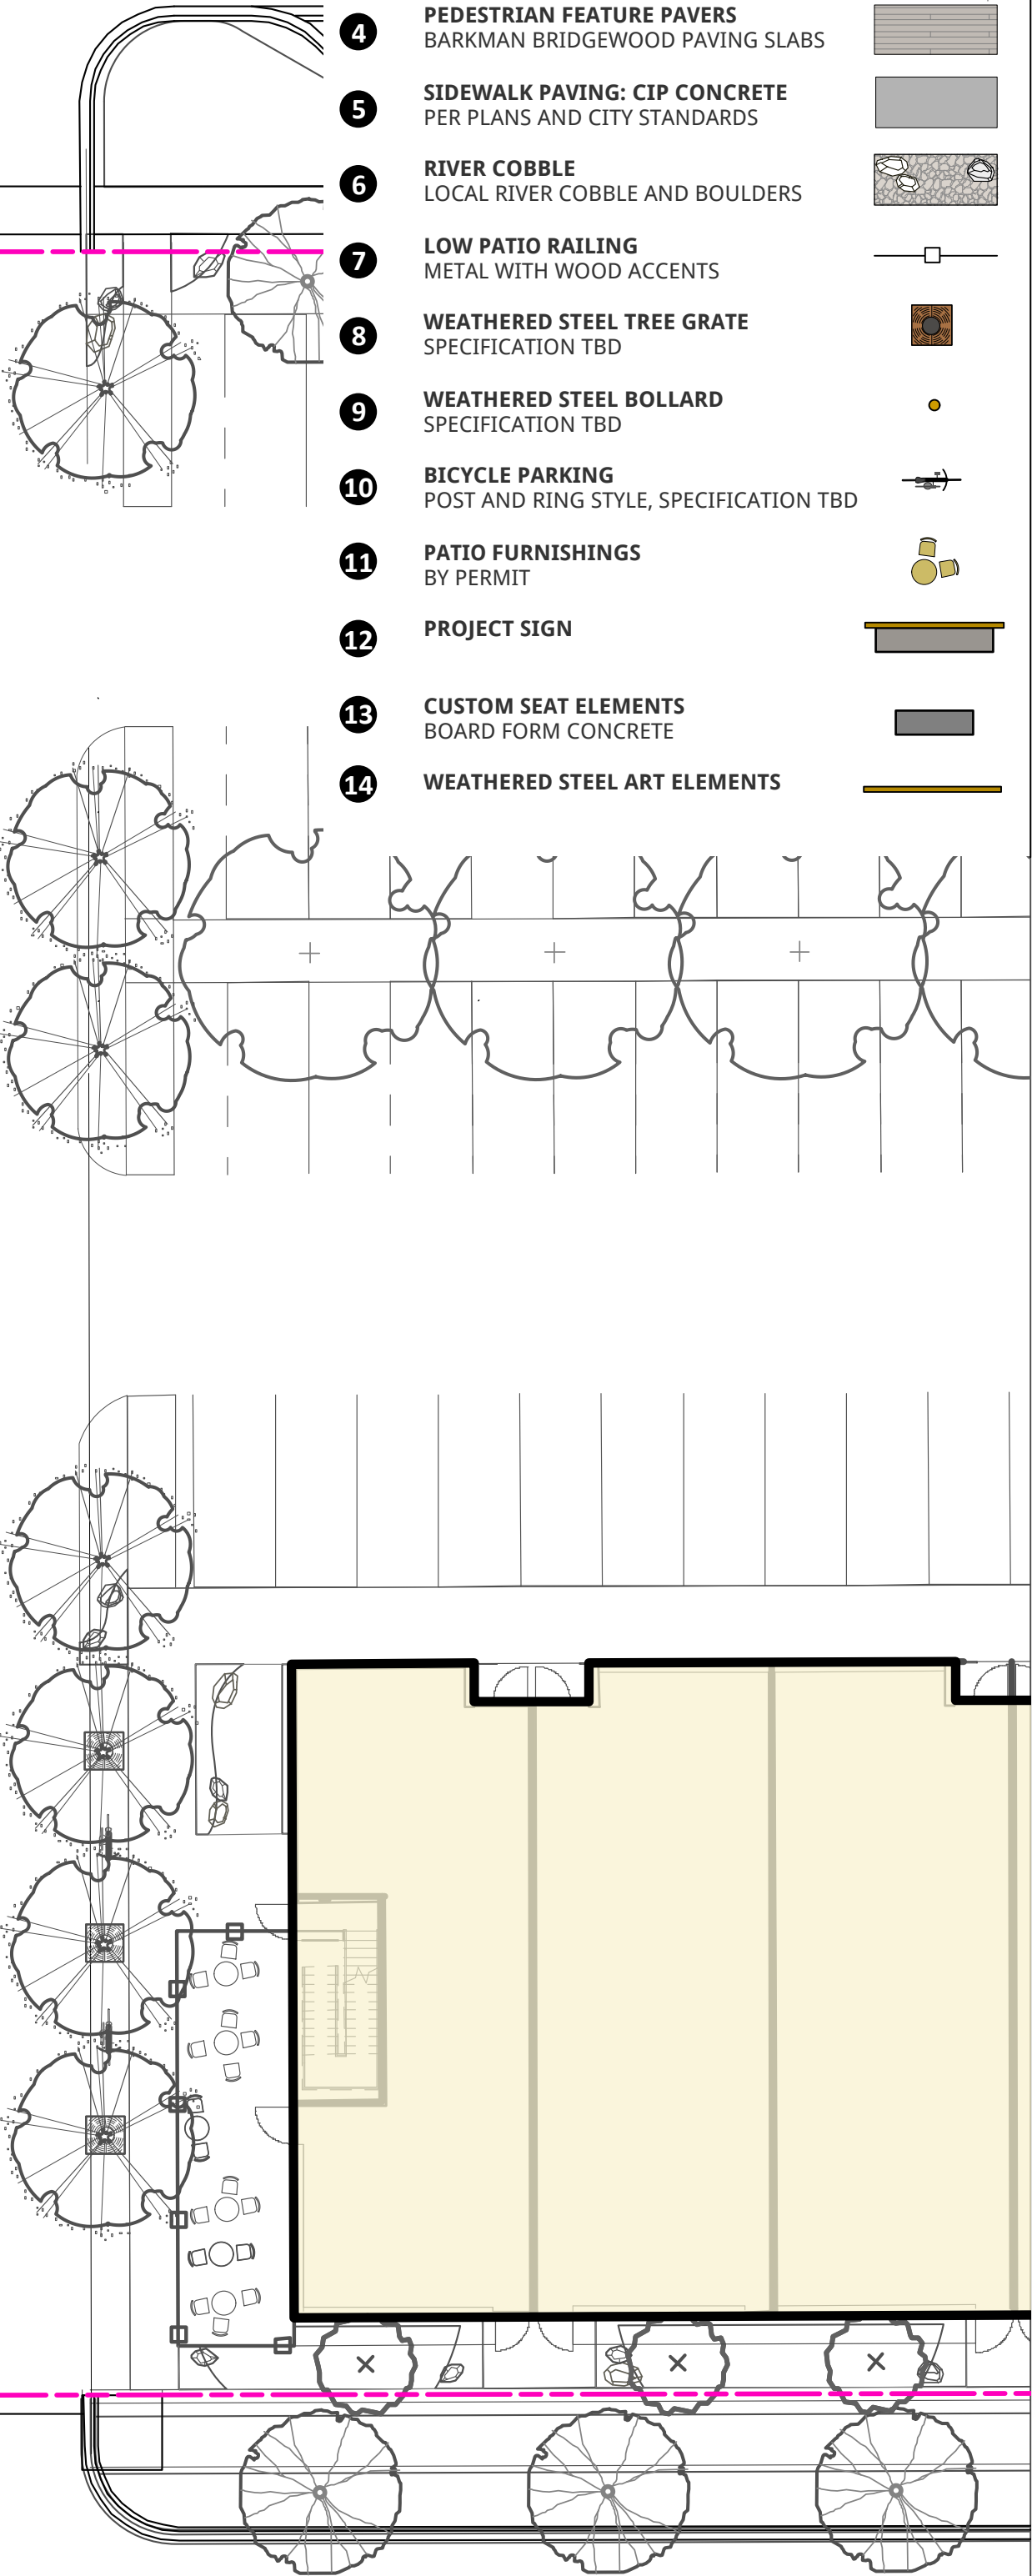 4 PEDESTRIAN FEATURE PAVERS
BARKMAN BRIDGEWOOD PAVING SLABS
5 SIDEWALK PAVING: CIP CONCRETE
PER PLANS AND CITY STANDARDS
6 RIVER COBBLE
LOCAL RIVER COBBLE AND BOULDERS
7 LOW PATIO RAILING
METAL WITH WOOD ACCENTS
8 WEATHERED STEEL TREE GRATE
SPECIFICATION TBD
9 WEATHERED STEEL BOLLARD
SPECIFICATION TBD
10 BICYCLE PARKING
POST AND RING STYLE, SPECIFICATION TBD
11 PATIO FURNISHINGS
BY PERMIT
12 PROJECT SIGN
13 CUSTOM SEAT ELEMENTS
BOARD FORM CONCRETE
14 WEATHERED STEEL ART ELEMENTS